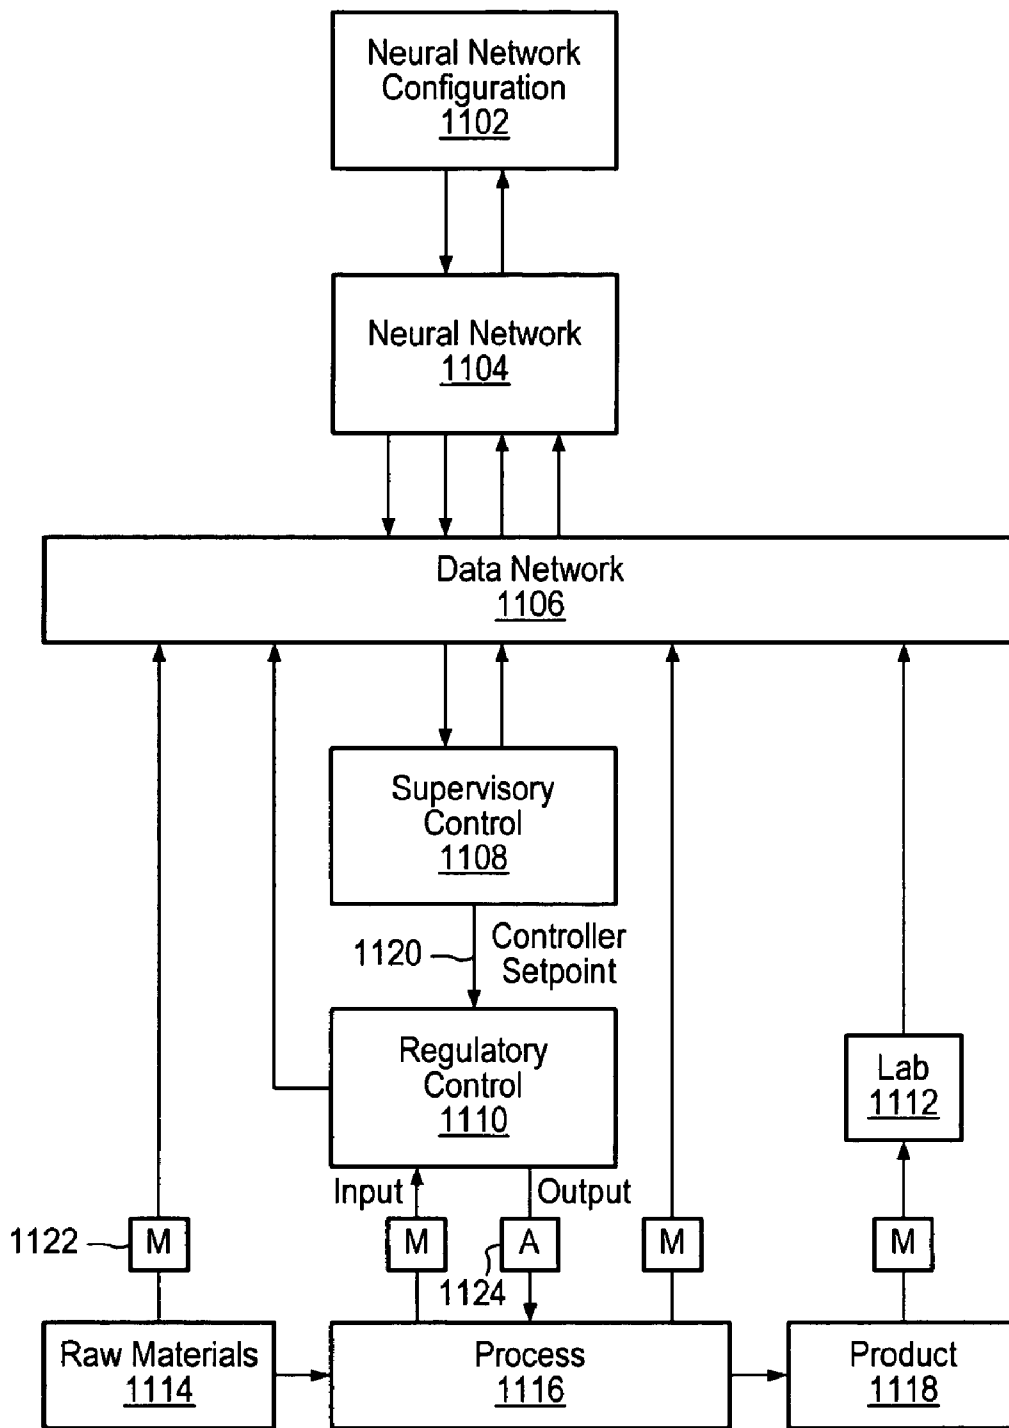 Neural Network
Configuration
1102
Neural Network
1104
Data Network
1106
Supervisory
Control
1108
1120
Controller
Setpoint
Regulatory
Control
1110
Lab
1112
Input
Output
1122
M
M
A
M
M
1124
Raw Materials
1114
Process
1116
Product
1118